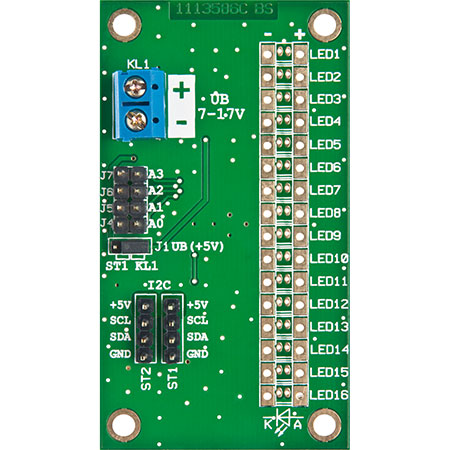 111350GC BS
- +
KL1
+
-
UB
7-17V
LED1
LED2
LED3
LED4
LED5
LED6
LED7
LED8
LED9
LED10
LED11
LED12
LED13
LED14
LED15
LED16
K A
J7 A3
J6 A2
J5 A1
J4 A0
J1 UB(+5V)
ST1 KL1
I2C
+5V +5V
SCL SCL
SDA SDA
GND GND
ST2 ST1